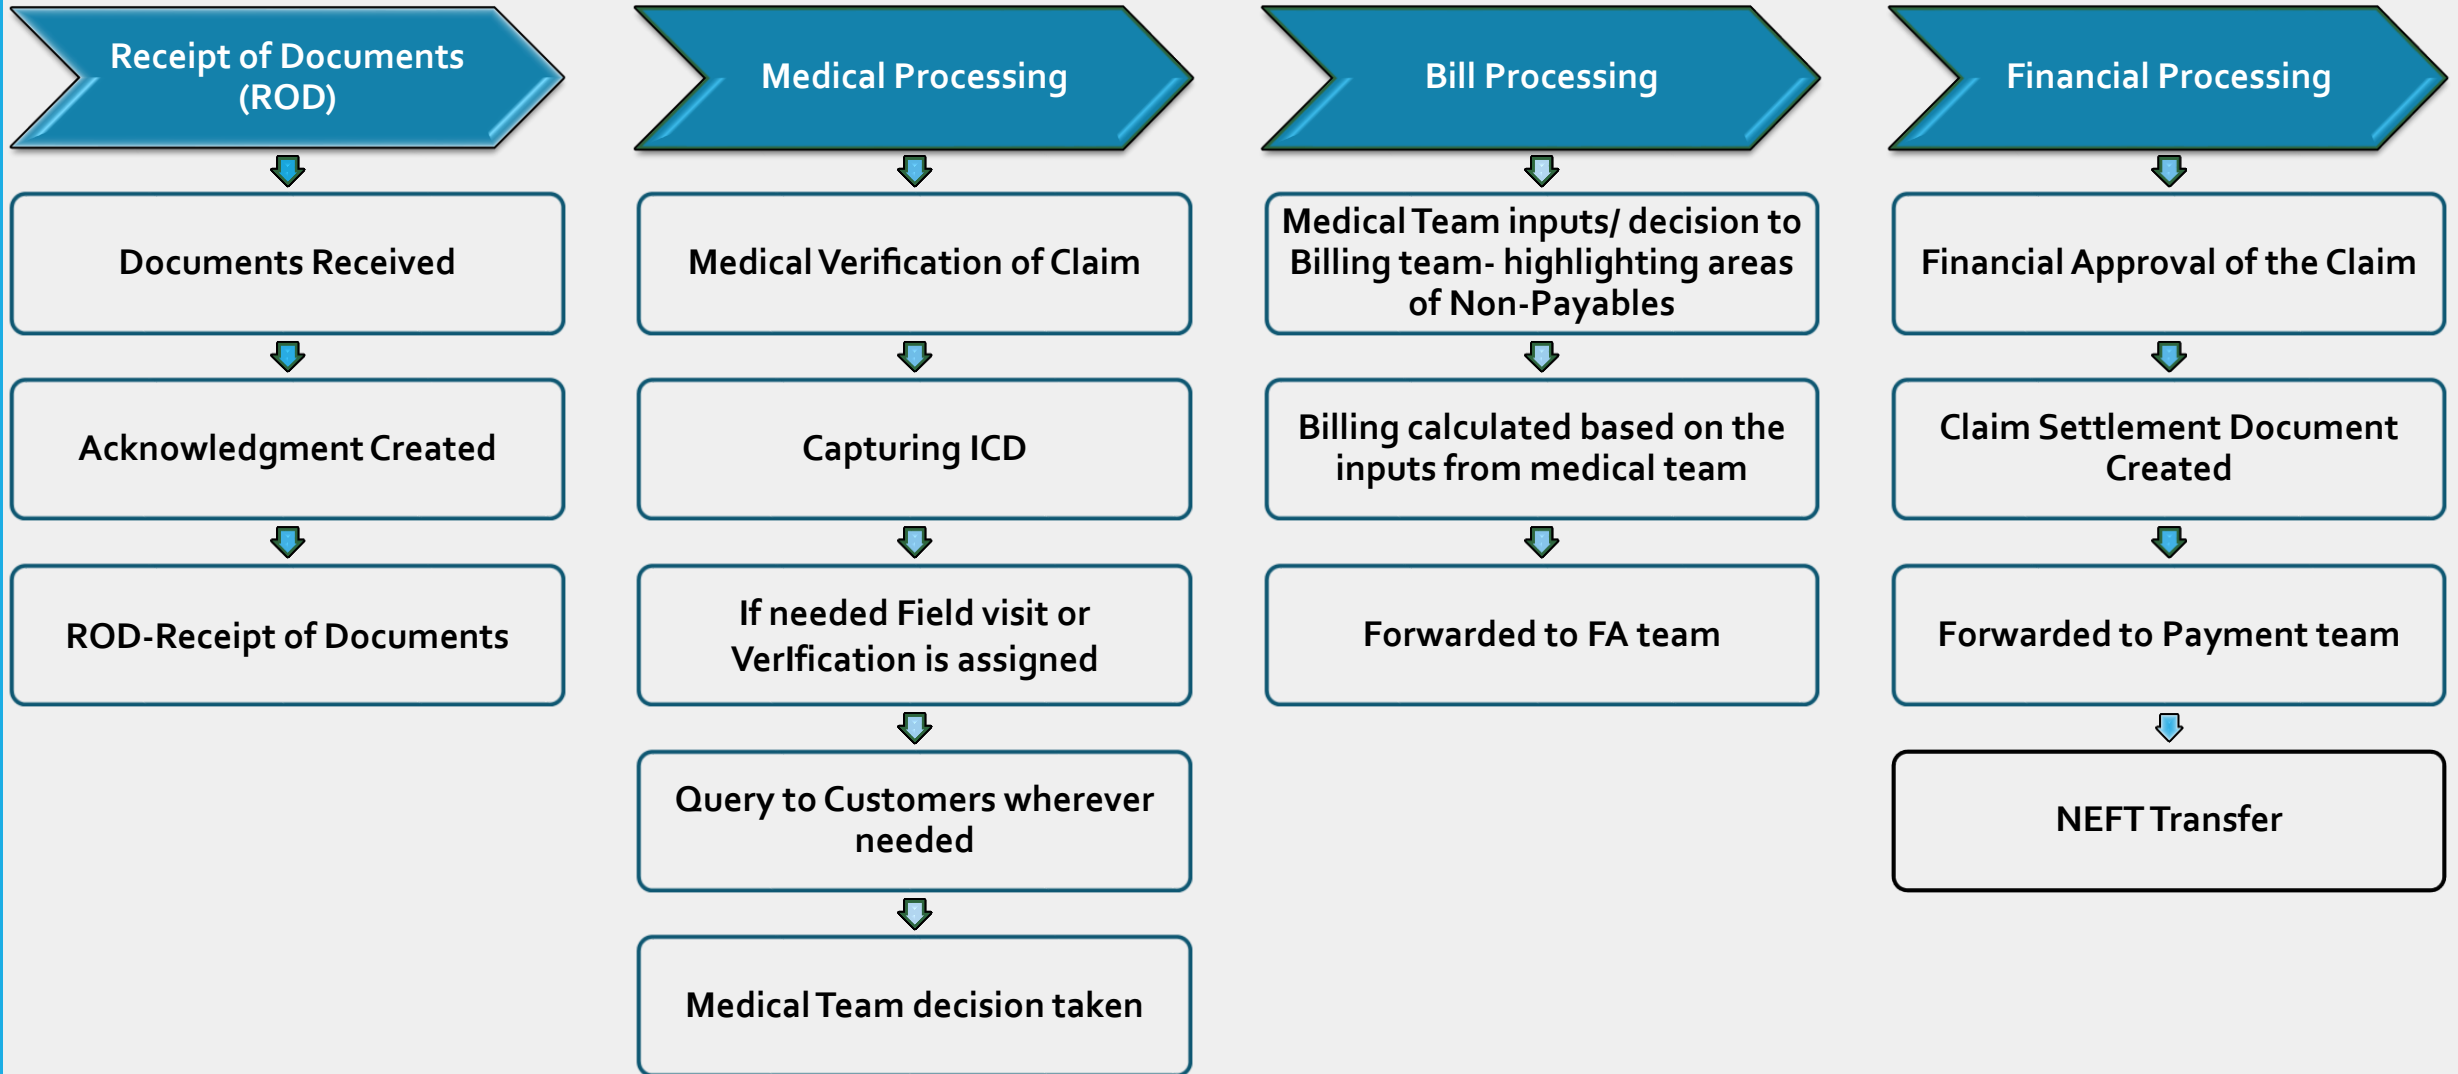 Receipt of Documents
(ROD)
Documents Received
Acknowledgment Created
ROD-Receipt of Documents
Medical Processing
Medical Verification of Claim
Capturing ICD
If needed Field visit or
VerIfication is assigned
Query to Customers wherever
needed
Medical Team decision taken
Bill Processing
Medical Team inputs/ decision to
Billing team- highlighting areas
of Non-Payables
Billing calculated based on the
inputs from medical team
Forwarded to FA team
Financial Processing
Financial Approval of the Claim
Claim Settlement Document
Created
Forwarded to Payment team
NEFT Transfer